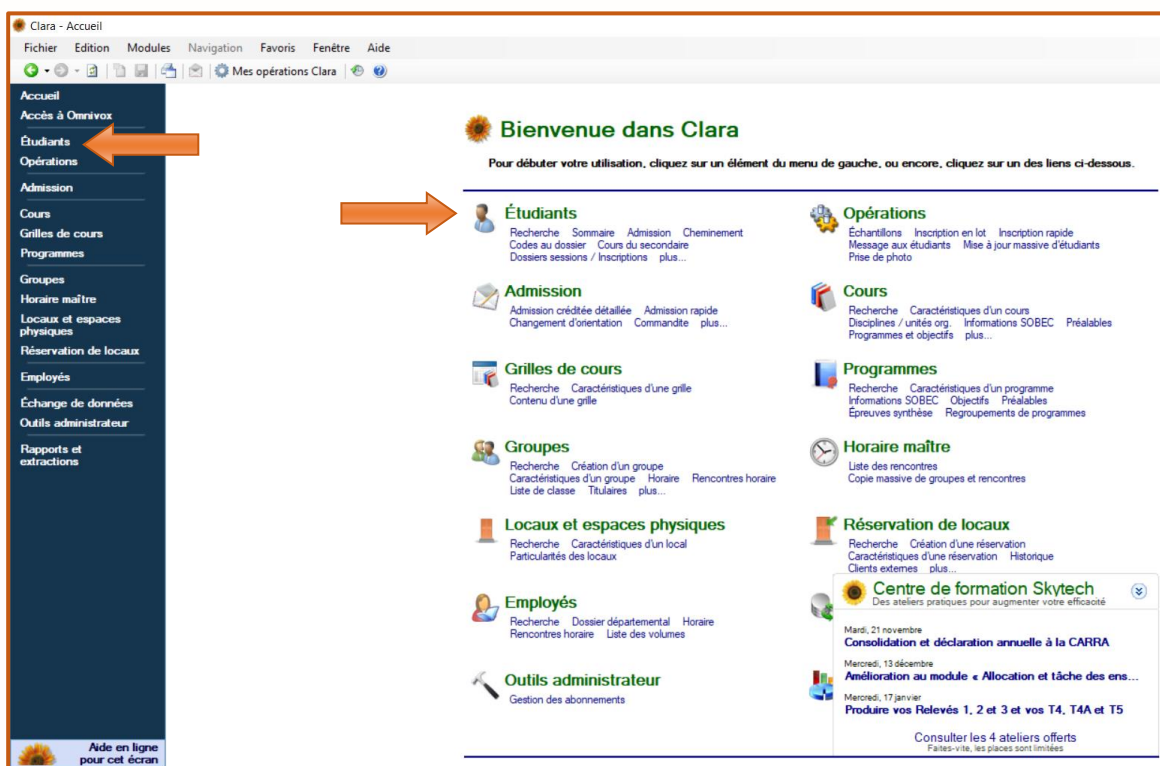 Clara - Accueil
Fichier Edition Modules Navigation Favoris Fenêtre Aide
Mes opérations Clara
Accueil
Accès à Omnivox
Étudiants
Opérations
Admission
Cours
Grilles de cours
Programmes
Groupes
Horaire maître
Locaux et espaces
physiques
Réservation de locaux
Employés
Échange de données
Outils administrateur
Rapports et
extractions
Aide en ligne
pour cet écran
Bienvenue dans Clara
Pour débuter votre utilisation, cliquez sur un élément du menu de gauche, ou encore, cliquez sur un des liens ci-dessous.
Étudiants
Recherche Sommaire Admission Cheminement
Codes au dossier Cours du secondaire
Dossiers sessions / Inscriptions plus...
Opérations
Échantillons Inscription en lot Inscription rapide
Message aux étudiants Mise à jour massive d'étudiants
Prise de photo
Admission
Admission créditée détaillée Admission rapide
Changement d'orientation Commandite plus...
Cours
Recherche Caractéristiques d'un cours
Disciplines / unités org. Informations SOBEC Préalables
Programmes et objectifs plus...
Grilles de cours
Recherche Caractéristiques d'une grille
Contenu d'une grille
Programmes
Recherche Caractéristiques d'un programme
Informations SOBEC Objectifs Préalables
Épreuves synthèse Regroupements de programmes
Groupes
Recherche Création d'un groupe
Caractéristiques d'un groupe Horaire Rencontres horaire
Liste de classe Titulaires plus...
Horaire maître
Liste des rencontres
Copie massive de groupes et rencontres
Locaux et espaces physiques
Recherche Caractéristiques d'un local
Particularités des locaux
Réservation de locaux
Recherche Création d'une réservation
Caractéristiques d'une réservation Historique
Clients externes plus...
Employés
Recherche Dossier départemental Horaire
Rencontres horaire Liste des volumes
Outils administrateur
Gestion des abonnements
Centre de formation Skytech
Des ateliers pratiques pour augmenter votre efficacité
Mardi, 21 novembre
Consolidation et déclaration annuelle à la CARRA
Mercredi, 13 décembre
Amélioration au module « Allocation et tâche des ens...
Mercredi, 17 janvier
Produire vos Relevés 1, 2 et 3 et vos T4, T4A et T5
Consulter les 4 ateliers offerts
Faites-vite, les places sont limitées